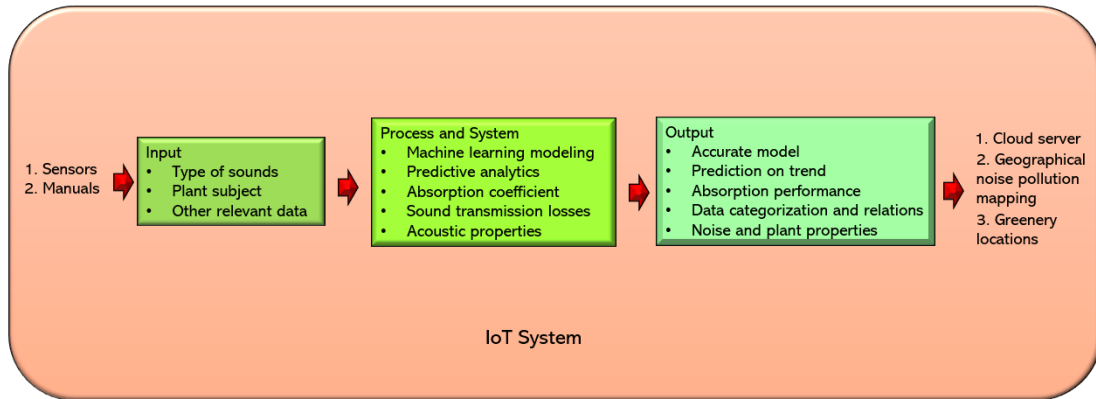 1. Sensors
2. Manuals
Input
• Type of sounds
• Plant subject
• Other relevant data
Process and System
• Machine learning modeling
• Predictive analytics
• Absorption coefficient
• Sound transmission losses
• Acoustic properties
Output
• Accurate model
• Prediction on trend
• Absorption performance
• Data categorization and relations
• Noise and plant properties
1. Cloud server
2. Geographical
noise pollution
mapping
3. Greenery
locations
IoT System